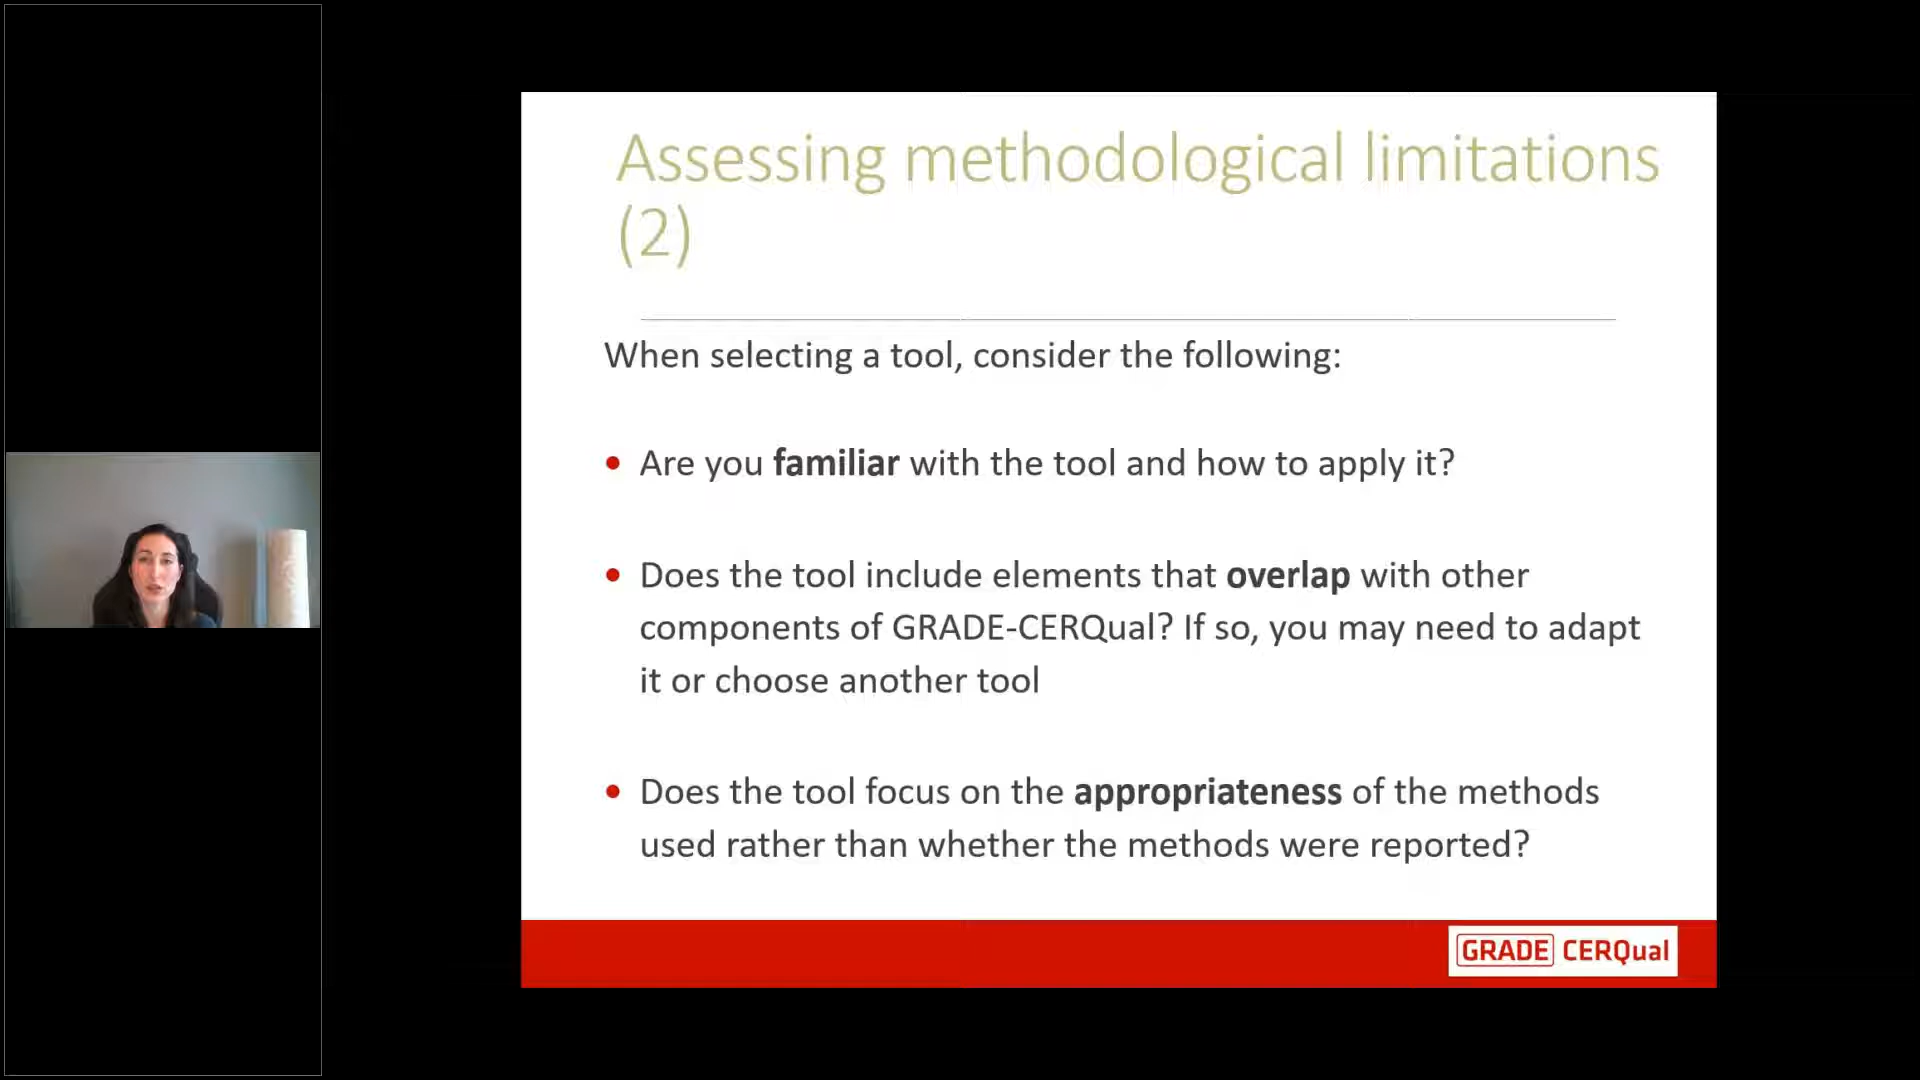 Assessing methodological limitations
(2)
When selecting a tool, consider the following:
• Are you familiar with the tool and how to apply it?
• Does the tool include elements that overlap with other
components of GRADE-CERQual? If so, you may need to adapt
it or choose another tool
• Does the tool focus on the appropriateness of the methods
used rather than whether the methods were reported?
GRADE CERQual